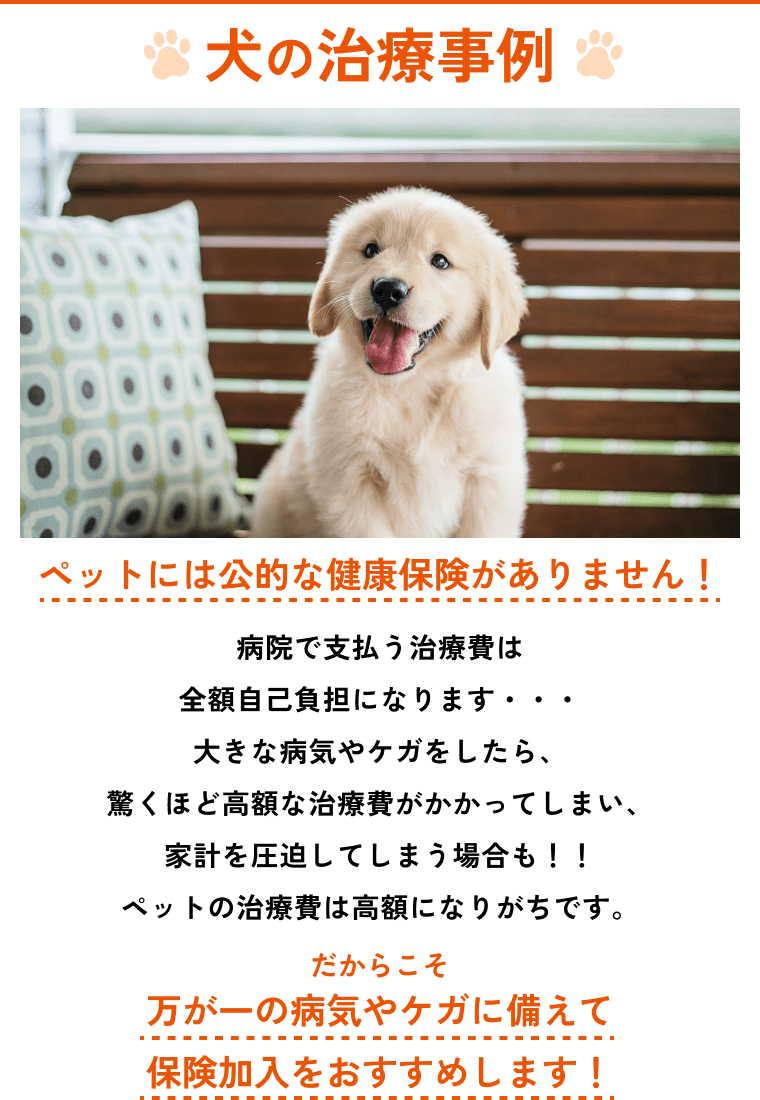 犬の治療事例
ペットには公的な健康保険がありません！
病院で支払う治療費は
全額自己負担になります・・・
大きな病気やケガをしたら、
驚くほど高額な治療費がかかってしまい、
家計を圧迫してしまう場合も！！
ペットの治療費は高額になりがちです。
だからこそ
万が一の病気やケガに備えて
保険加入をおすすめします！